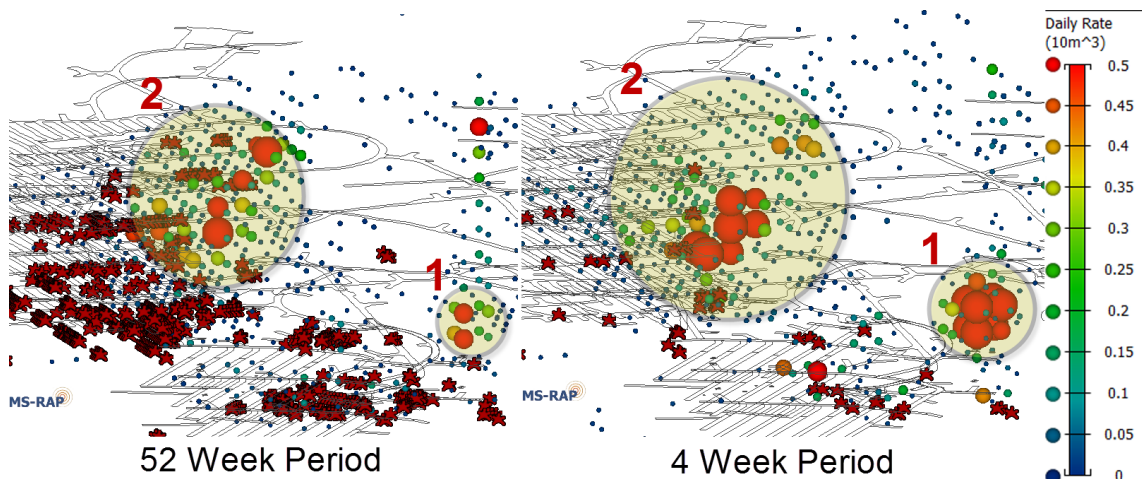 2
1
MS-RAP
52 Week Period
2
1
MS-RAP
4 Week Period
Daily Rate
(10m^3)
0.5
0.45
0.4
0.35
0.3
0.25
0.2
0.15
0.1
0.05
0